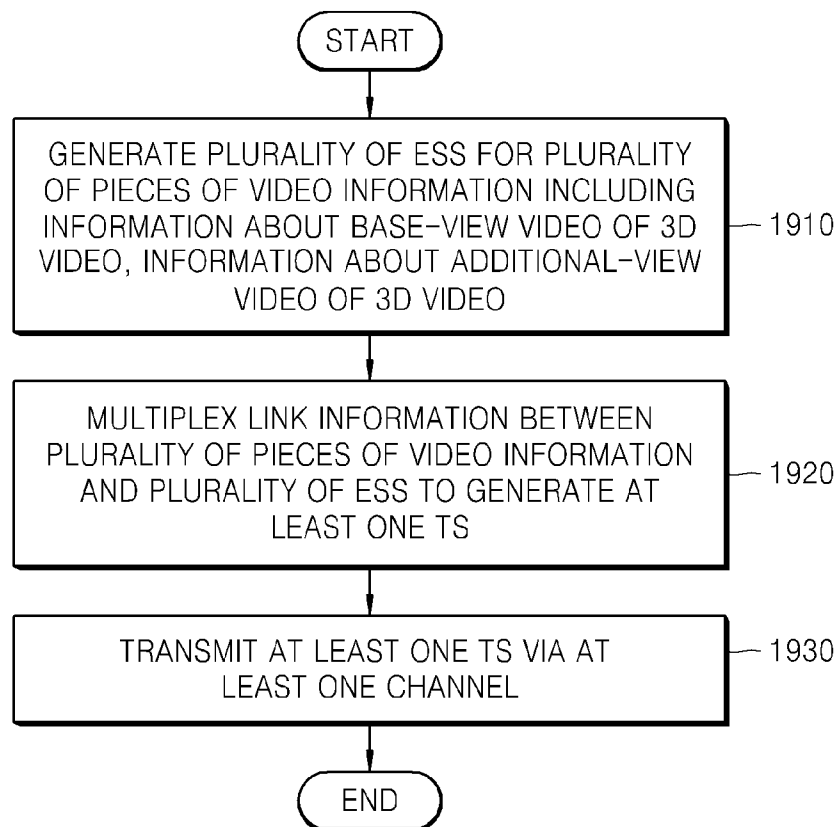 START
GENERATE PLURALITY OF ESS FOR PLURALITY
OF PIECES OF VIDEO INFORMATION INCLUDING
INFORMATION ABOUT BASE-VIEW VIDEO OF 3D
VIDEO, INFORMATION ABOUT ADDITIONAL-VIEW
VIDEO OF 3D VIDEO
1910
MULTIPLEX LINK INFORMATION BETWEEN
PLURALITY OF PIECES OF VIDEO INFORMATION
AND PLURALITY OF ESS TO GENERATE AT
LEAST ONE TS
1920
TRANSMIT AT LEAST ONE TS VIA AT
LEAST ONE CHANNEL
1930
END